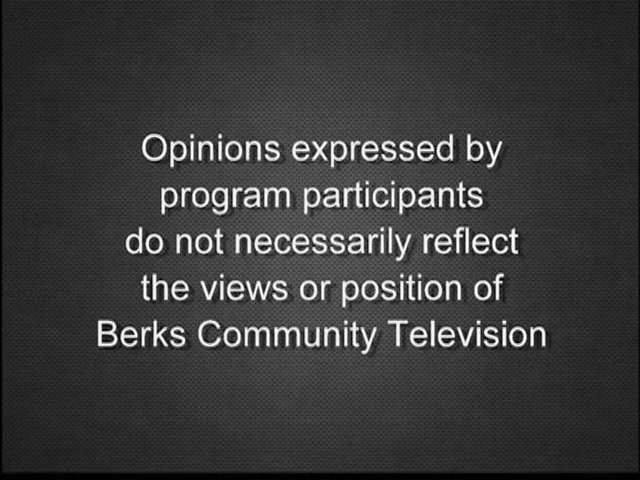 Opinions expressed by
program participants
do not necessarily reflect
the views or position of
Berks Community Television